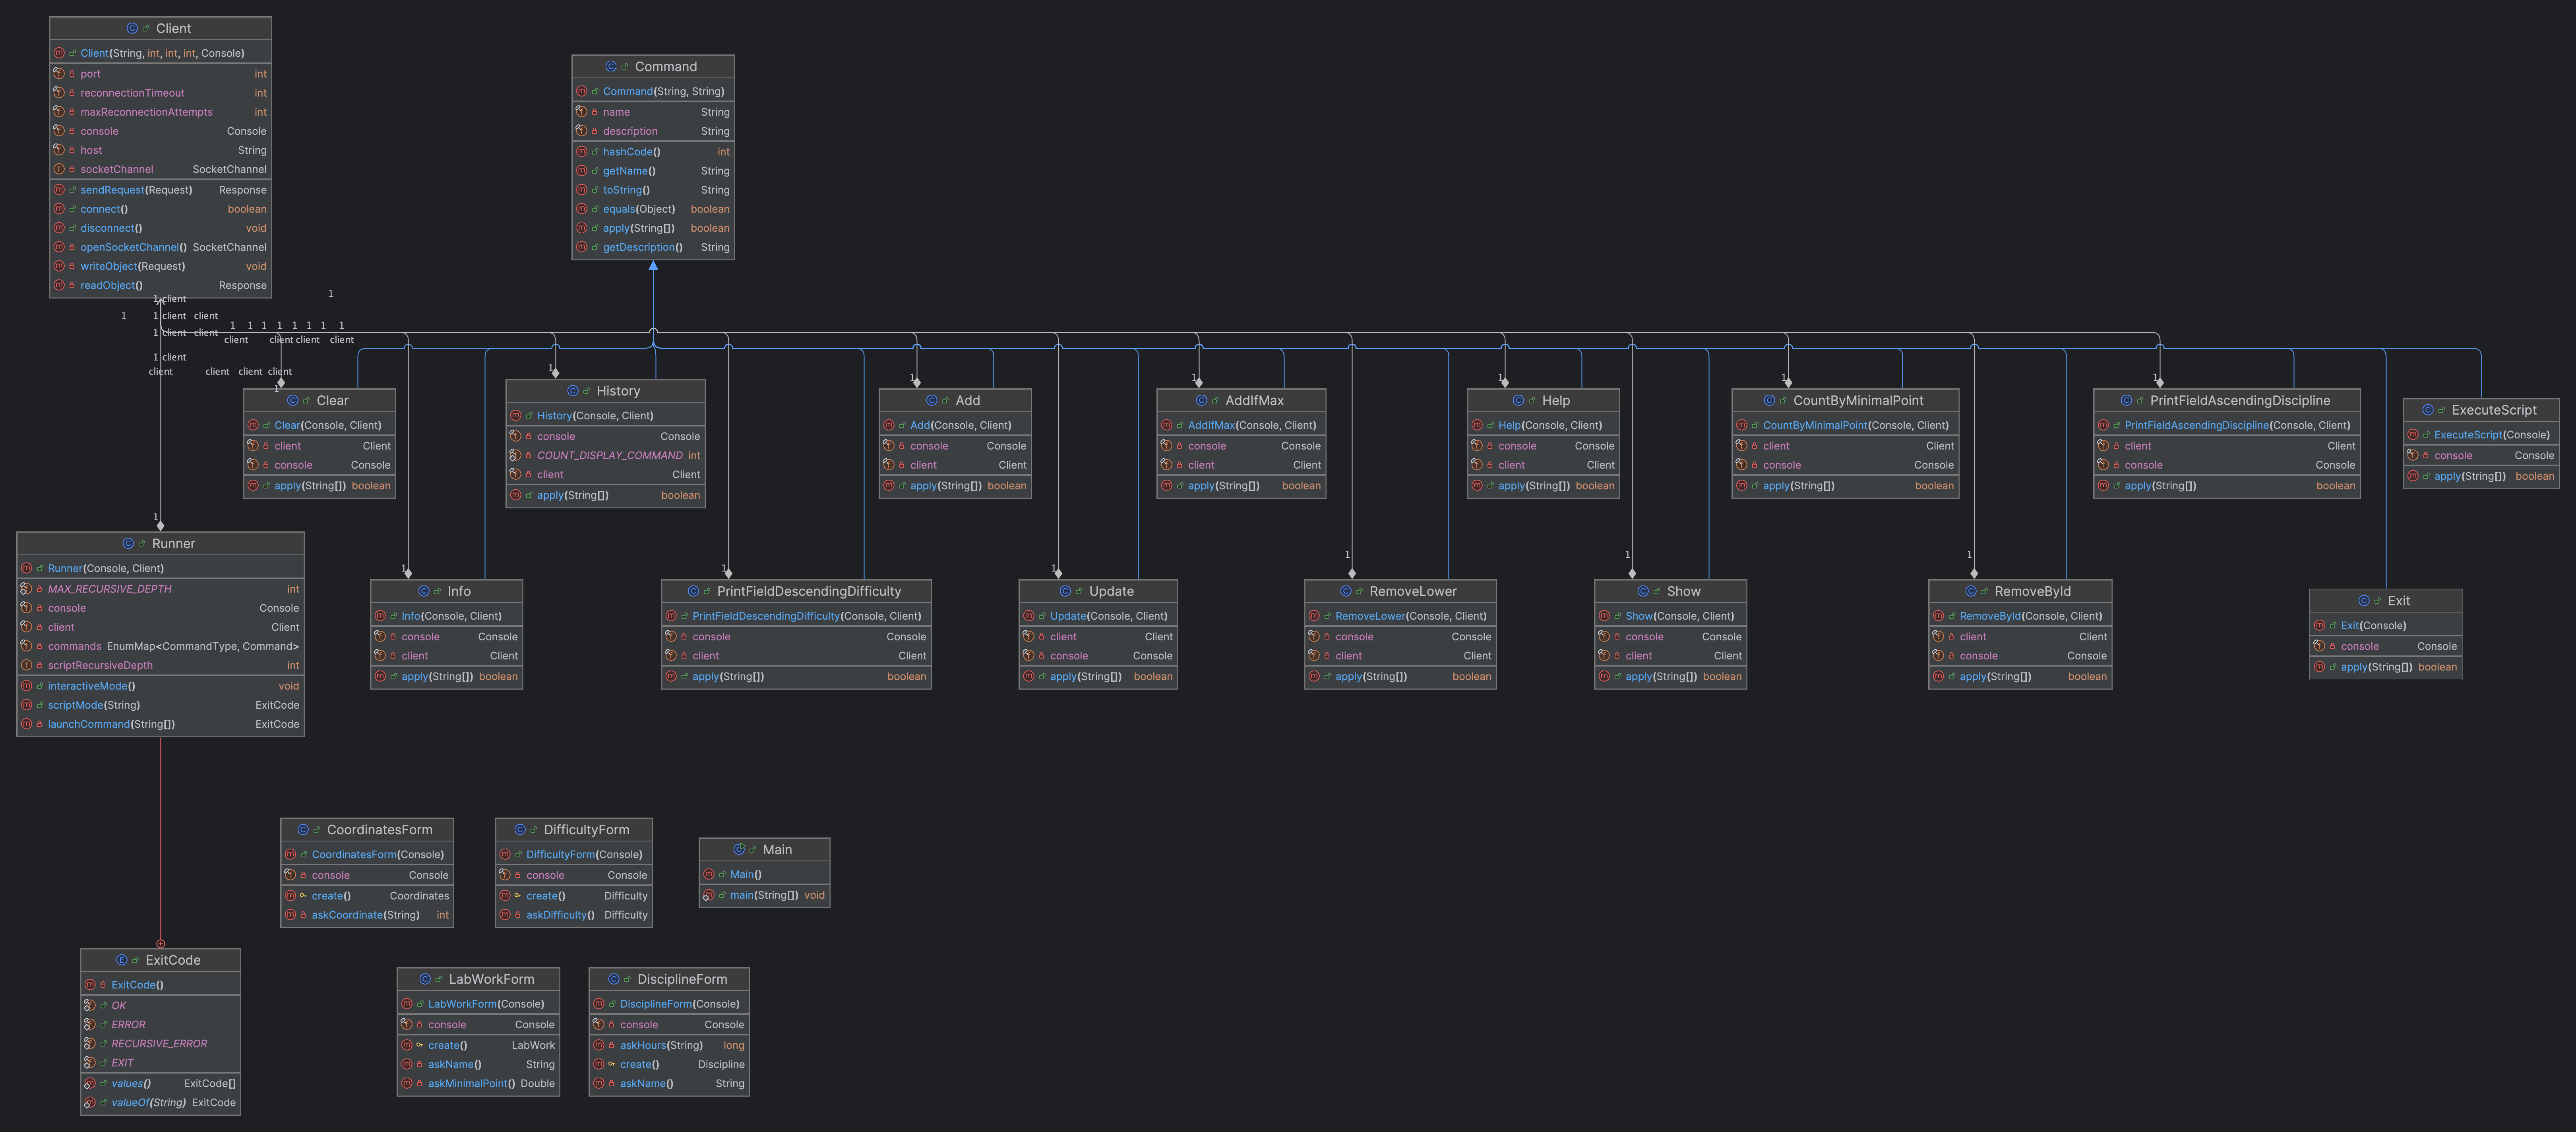 Client
Client(String, int, int, int, Console)
port int
reconnectionTimeout int
maxReconnectionAttempts int
console Console
host String
socketChannel SocketChannel
sendRequest(Request) Response
connect() boolean
disconnect() void
openSocketChannel() SocketChannel
writeObject(Request) void
readObject() Response
Command
Command(String, String)
name String
description String
hashCode() int
getName() String
toString() String
equals(Object) boolean
apply(String[]) boolean
getDescription() String
1 client
1
1
1 client client
1 client client
1 1 1 1 1 1 1 1
client client client client
1 client
client client client client
1
1
1
1
1
1
1
1
Clear
Clear(Console, Client)
client Client
console Console
apply(String[]) boolean
History
History(Console, Client)
console Console
COUNT_DISPLAY_COMMAND int
client Client
apply(String[]) boolean
Add
Add(Console, Client)
console Console
client Client
apply(String[]) boolean
AddIfMax
AddIfMax(Console, Client)
console Console
client Client
apply(String[]) boolean
Help
Help(Console, Client)
console Console
client Client
apply(String[]) boolean
CountByMinimalPoint
CountByMinimalPoint(Console, Client)
client Client
console Console
apply(String[]) boolean
PrintFieldAscendingDiscipline
PrintFieldAscendingDiscipline(Console, Client)
client Client
console Console
apply(String[]) boolean
ExecuteScript
ExecuteScript(Console)
console Console
apply(String[]) boolean
Runner
Runner(Console, Client)
MAX_RECURSIVE_DEPTH int
console Console
client Client
commands EnumMap<CommandType, Command>
scriptRecursiveDepth int
interactiveMode() void
scriptMode(String) ExitCode
launchCommand(String[]) ExitCode
1
1
1
1
1
1
Info
Info(Console, Client)
console Console
client Client
apply(String[]) boolean
PrintFieldDescendingDifficulty
PrintFieldDescendingDifficulty(Console, Client)
console Console
client Client
apply(String[]) boolean
Update
Update(Console, Client)
client Client
console Console
apply(String[]) boolean
RemoveLower
RemoveLower(Console, Client)
console Console
client Client
apply(String[]) boolean
Show
Show(Console, Client)
console Console
client Client
apply(String[]) boolean
RemoveById
RemoveById(Console, Client)
client Client
console Console
apply(String[]) boolean
Exit
Exit(Console)
console Console
apply(String[]) boolean
CoordinatesForm
CoordinatesForm(Console)
console Console
create() Coordinates
askCoordinate(String) int
DifficultyForm
DifficultyForm(Console)
console Console
create() Difficulty
askDifficulty() Difficulty
Main
Main()
main(String[]) void
ExitCode
ExitCode()
OK
ERROR
RECURSIVE_ERROR
EXIT
values() ExitCode[]
valueOf(String) ExitCode
LabWorkForm
LabWorkForm(Console)
console Console
create() LabWork
askName() String
askMinimalPoint() Double
DisciplineForm
DisciplineForm(Console)
console Console
askHours(String) long
create() Discipline
askName() String